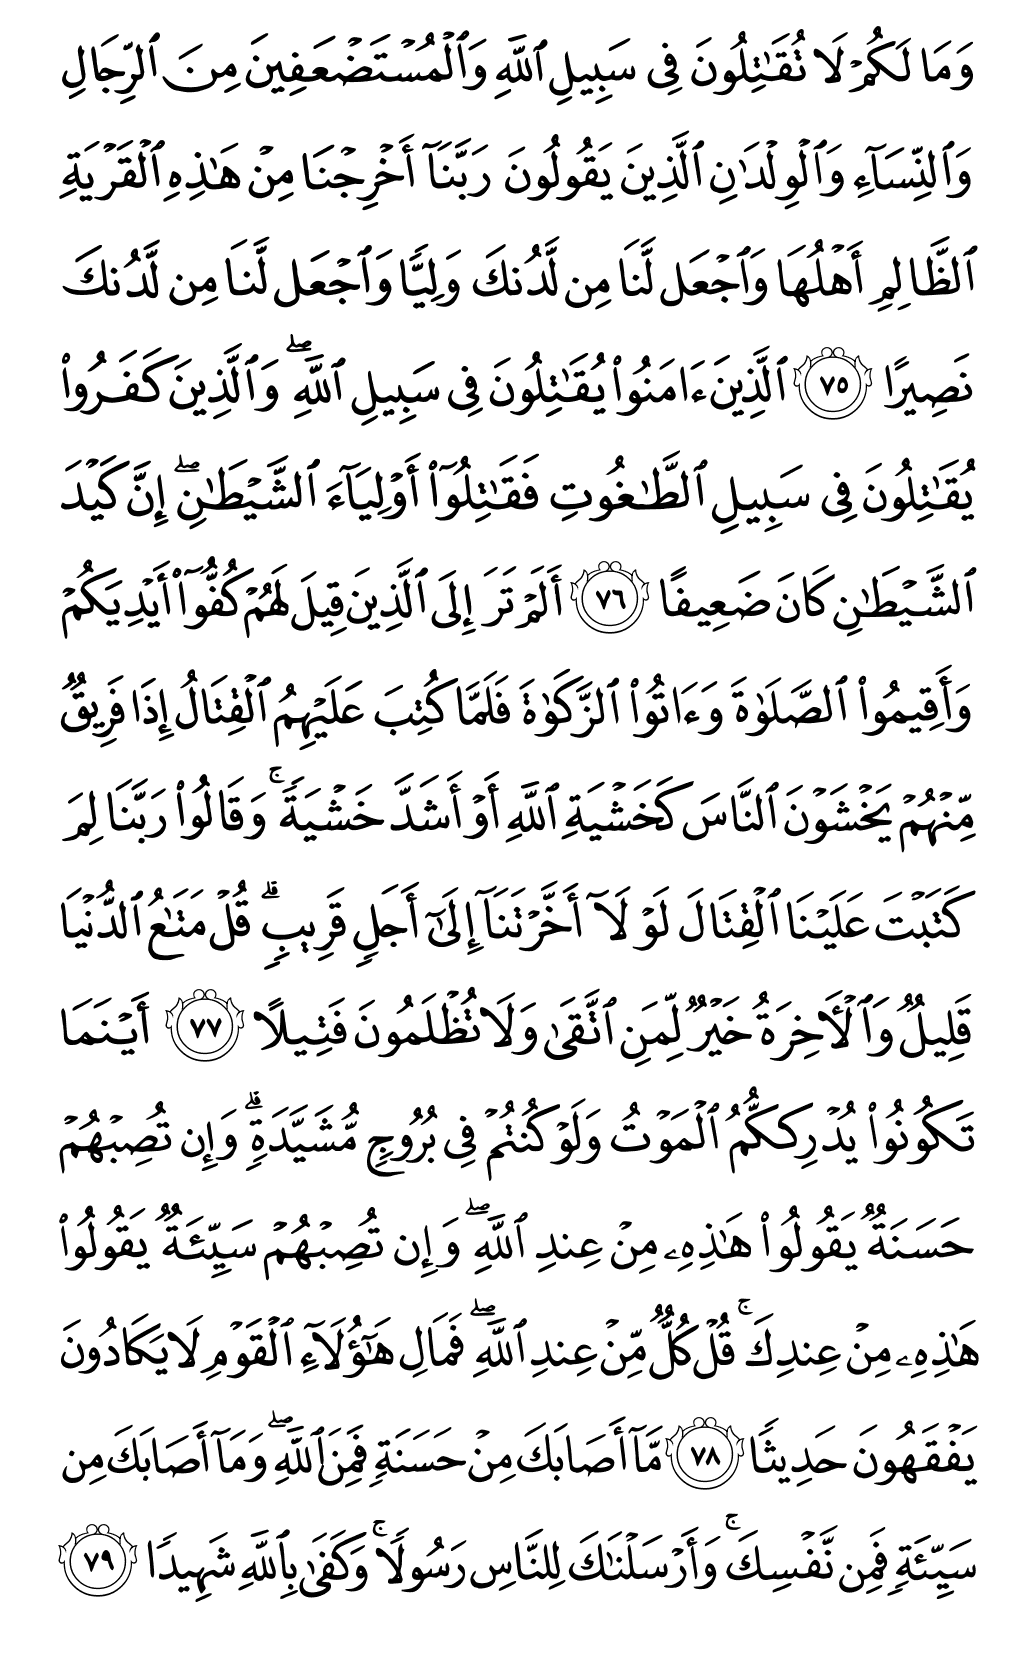 وَمَا لَكُمْ لَا تُقَـٰتِلُونَ فِى سَبِيلِ ٱللَّهِ وَٱلْمُسْتَضْعَفِينَ مِنَ ٱلرِّجَالِ
وَٱلنِّسَآءِ وَٱلْوِلْدَٰنِ ٱلَّذِينَ يَقُولُونَ رَبَّنَآ أَخْرِجْنَا مِنْ هَـٰذِهِ ٱلْقَرْيَةِ
ٱلظَّالِمِ أَهْلُهَا وَٱجْعَل لَّنَا مِن لَّدُنكَ وَلِيًّا وَٱجْعَل لَّنَا مِن لَّدُنكَ
نَصِيرًا ٧٥ ٱلَّذِينَ ءَامَنُوا۟ يُقَـٰتِلُونَ فِى سَبِيلِ ٱللَّهِ ۖ وَٱلَّذِينَ كَفَرُوا۟
يُقَـٰتِلُونَ فِى سَبِيلِ ٱلطَّـٰغُوتِ فَقَـٰتِلُوٓا۟ أَوْلِيَآءَ ٱلشَّيْطَـٰنِ ۖ إِنَّ كَيْدَ
ٱلشَّيْطَـٰنِ كَانَ ضَعِيفًا ٧٦ أَلَمْ تَرَ إِلَى ٱلَّذِينَ قِيلَ لَهُمْ كُفُّوٓا۟ أَيْدِيَكُمْ
وَأَقِيمُوا۟ ٱلصَّلَوٰةَ وَءَاتُوا۟ ٱلزَّكَوٰةَ فَلَمَّا كُتِبَ عَلَيْهِمُ ٱلْقِتَالُ إِذَا فَرِيقٌ
مِّنْهُمْ يَخْشَوْنَ ٱلنَّاسَ كَخَشْيَةِ ٱللَّهِ أَوْ أَشَدَّ خَشْيَةً ۚ وَقَالُوا۟ رَبَّنَا لِمَ
كَتَبْتَ عَلَيْنَا ٱلْقِتَالَ لَوْلَآ أَخَّرْتَنَآ إِلَىٰٓ أَجَلٍ قَرِيبٍ ۗ قُلْ مَتَـٰعُ ٱلدُّنْيَا
قَلِيلٌ وَٱلْـَٔاخِرَةُ خَيْرٌ لِّمَنِ ٱتَّقَىٰ وَلَا تُظْلَمُونَ فَتِيلًا ٧٧ أَيْنَمَا
تَكُونُوا۟ يُدْرِككُّمُ ٱلْمَوْتُ وَلَوْ كُنتُمْ فِى بُرُوجٍ مُّشَيَّدَةٍ ۗ وَإِن تُصِبْهُمْ
حَسَنَةٌ يَقُولُوا۟ هَـٰذِهِۦ مِنْ عِندِ ٱللَّهِ ۖ وَإِن تُصِبْهُمْ سَيِّئَةٌ يَقُولُوا۟
هَـٰذِهِۦ مِنْ عِندِكَ ۚ قُلْ كُلٌّ مِّنْ عِندِ ٱللَّهِ ۖ فَمَالِ هَـٰٓؤُلَآءِ ٱلْقَوْمِ لَا يَكَادُونَ
يَفْقَهُونَ حَدِيثًا ٧٨ مَّآ أَصَابَكَ مِنْ حَسَنَةٍ فَمِنَ ٱللَّهِ ۖ وَمَآ أَصَابَكَ مِن
سَيِّئَةٍ فَمِن نَّفْسِكَ ۚ وَأَرْسَلْنَـٰكَ لِلنَّاسِ رَسُولًا ۚ وَكَفَىٰ بِٱللَّهِ شَهِيدًا ٧٩